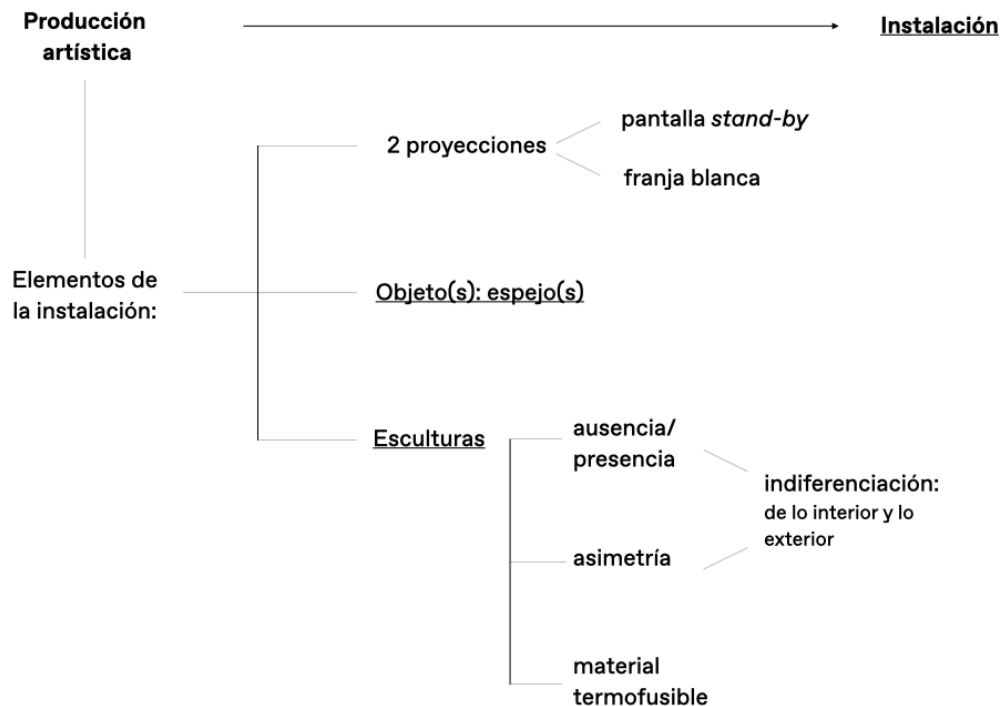 Producción
artística
Instalación
2 proyecciones
pantalla stand-by
franja blanca
Elementos de
la instalación:
Objeto(s): espejo(s)
Esculturas
ausencia/
presencia
indiferenciación:
de lo interior y lo
exterior
asimetría
material
termofusible